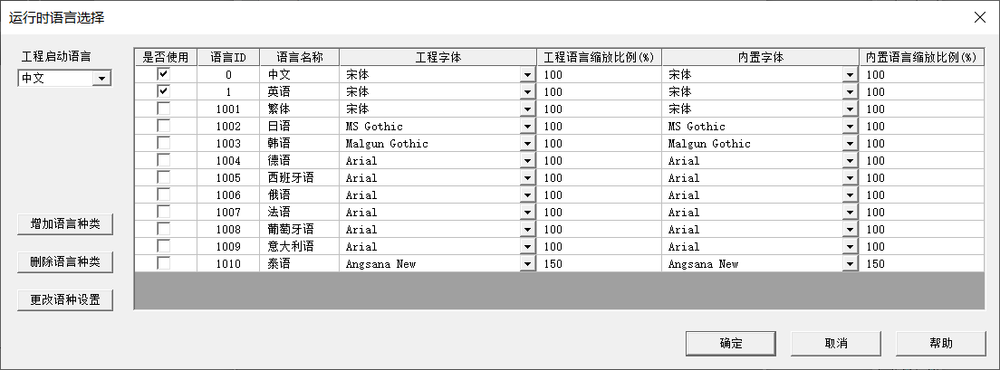 运行时语言选择
工程启动语言
中文
是否使用 语言ID 语言名称 工程字体 工程语言缩放比例(%) 内置字体 内置语言缩放比例(%)
0 中文 宋体 100 宋体 100
1 英语 宋体 100 宋体 100
1001 繁体 宋体 100 宋体 100
1002 日语 MS Gothic 100 MS Gothic 100
1003 韩语 Malgun Gothic 100 Malgun Gothic 100
1004 德语 Arial 100 Arial 100
1005 西班牙语 Arial 100 Arial 100
1006 俄语 Arial 100 Arial 100
1007 法语 Arial 100 Arial 100
1008 葡萄牙语 Arial 100 Arial 100
1009 意大利语 Arial 100 Arial 100
1010 泰语 Angsana New 150 Angsana New 150
增加语言种类
删除语言种类
更改语种设置
确定 取消 帮助